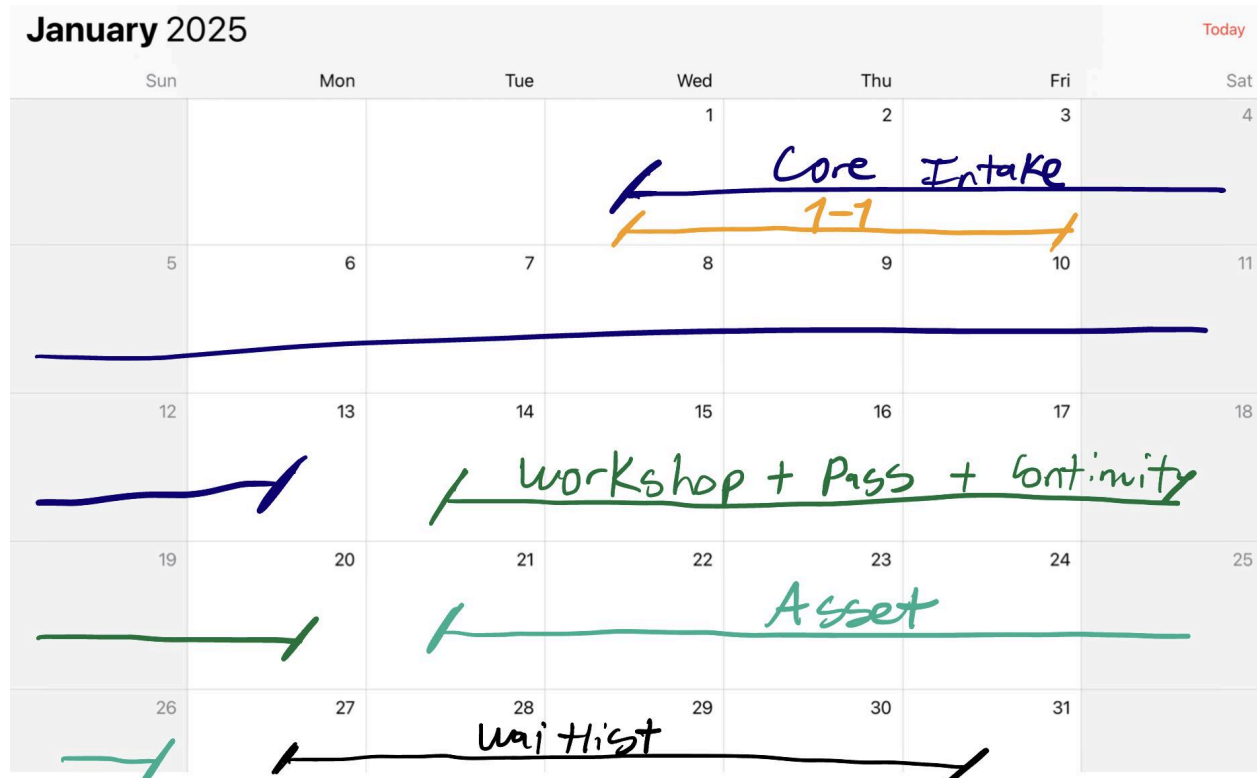 January 2025 Today
Sun Mon Tue Wed Thu Fri Sat
1 2 3 4
Core Intake
1-1
5 6 7 8 9 10 11
12 13 14 15 16 17 18
Workshop + Pass + Continuity
19 20 21 22 23 24 25
Asset
26 27 28 29 30 31
Waitlist